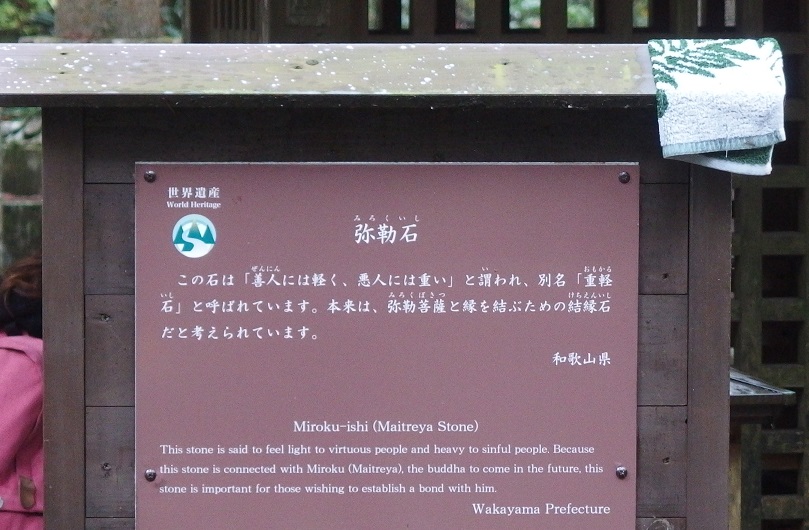 世界遺産
World Heritage
みろくいし
弥勒石
ぜんにん
い
おもかる
この石は「善人には軽く、悪人には重い」と謂われ、別名「重軽
いし
みろくぼさつ
けちえんいし
石」と呼ばれています。本来は、弥勒菩薩と縁を結ぶための結縁石
だと考えられています。
和歌山県
Miroku-ishi (Maitreya Stone)
This stone is said to feel light to virtuous people and heavy to sinful people. Because
this stone is connected with Miroku (Maitreya), the buddha to come in the future, this
stone is important for those wishing to establish a bond with him.
Wakayama Prefecture